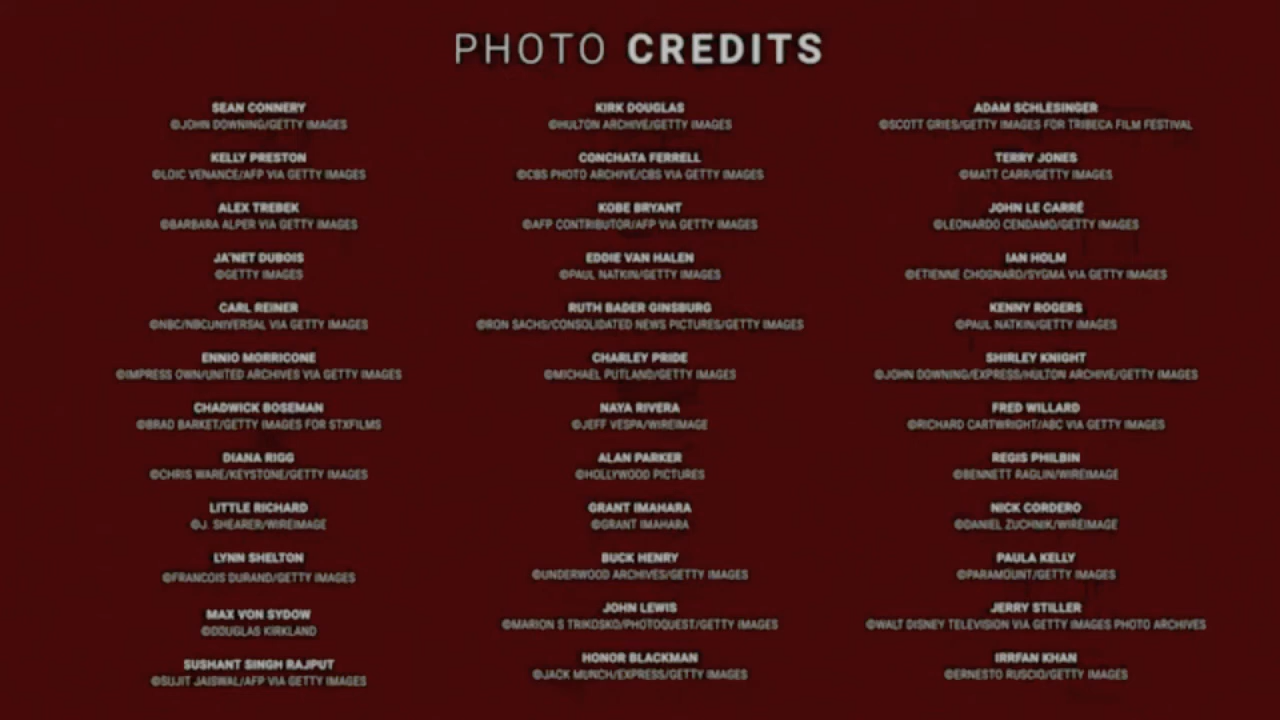 PHOTO CREDITS
SEAN CONNERY
©JOHN DOWNING/GETTY IMAGES
KELLY PRESTON
©LOIC VENANCE/AFP VIA GETTY IMAGES
ALEX TREBEK
©BARBARA ALPER VIA GETTY IMAGES
JA'NET DUBOIS
©GETTY IMAGES
CARL REINER
©NBC/NBCUNIVERSAL VIA GETTY IMAGES
ENNIO MORRICONE
©IMPRESS OWN/UNITED ARCHIVES VIA GETTY IMAGES
CHADWICK BOSEMAN
©BRAD BARKET/GETTY IMAGES FOR STXFILMS
DIANA RIGG
©CHRIS WARE/KEYSTONE/GETTY IMAGES
LITTLE RICHARD
©J. SHEARER/WIREIMAGE
LYNN SHELTON
©FRANCOIS DURAND/GETTY IMAGES
MAX VON SYDOW
©DOUGLAS KIRKLAND
SUSHANT SINGH RAJPUT
©SUJIT JAISWAL/AFP VIA GETTY IMAGES
KIRK DOUGLAS
©HULTON ARCHIVE/GETTY IMAGES
CONCHATA FERRELL
©CBS PHOTO ARCHIVE/CBS VIA GETTY IMAGES
KOBE BRYANT
©AFP CONTRIBUTOR/AFP VIA GETTY IMAGES
EDDIE VAN HALEN
©PAUL NATKIN/GETTY IMAGES
RUTH BADER GINSBURG
©RON SACHS/CONSOLIDATED NEWS PICTURES/GETTY IMAGES
CHARLEY PRIDE
©MICHAEL PUTLAND/GETTY IMAGES
NAYA RIVERA
©JEFF VESPA/WIREIMAGE
ALAN PARKER
©HOLLYWOOD PICTURES
GRANT IMAHARA
©GRANT IMAHARA
BUCK HENRY
©UNDERWOOD ARCHIVES/GETTY IMAGES
JOHN LEWIS
©MARION S TRIKOSKO/PHOTOQUEST/GETTY IMAGES
HONOR BLACKMAN
©JACK MUNCH/EXPRESS/GETTY IMAGES
ADAM SCHLESINGER
©SCOTT GRIES/GETTY IMAGES FOR TRIBECA FILM FESTIVAL
TERRY JONES
©MATT CARR/GETTY IMAGES
JOHN LE CARRÉ
©LEONARDO CENDAMO/GETTY IMAGES
IAN HOLM
©ETIENNE CHOGNARD/SYGMA VIA GETTY IMAGES
KENNY ROGERS
©PAUL NATKIN/GETTY IMAGES
SHIRLEY KNIGHT
©JOHN DOWNING/EXPRESS/HULTON ARCHIVE/GETTY IMAGES
FRED WILLARD
©RICHARD CARTWRIGHT/ABC VIA GETTY IMAGES
REGIS PHILBIN
©BENNETT RAGLIN/WIREIMAGE
NICK CORDERO
©DANIEL ZUCHNIK/WIREIMAGE
PAULA KELLY
©PARAMOUNT/GETTY IMAGES
JERRY STILLER
©WALT DISNEY TELEVISION VIA GETTY IMAGES PHOTO ARCHIVES
IRRFAN KHAN
©ERNESTO RUSCIO/GETTY IMAGES